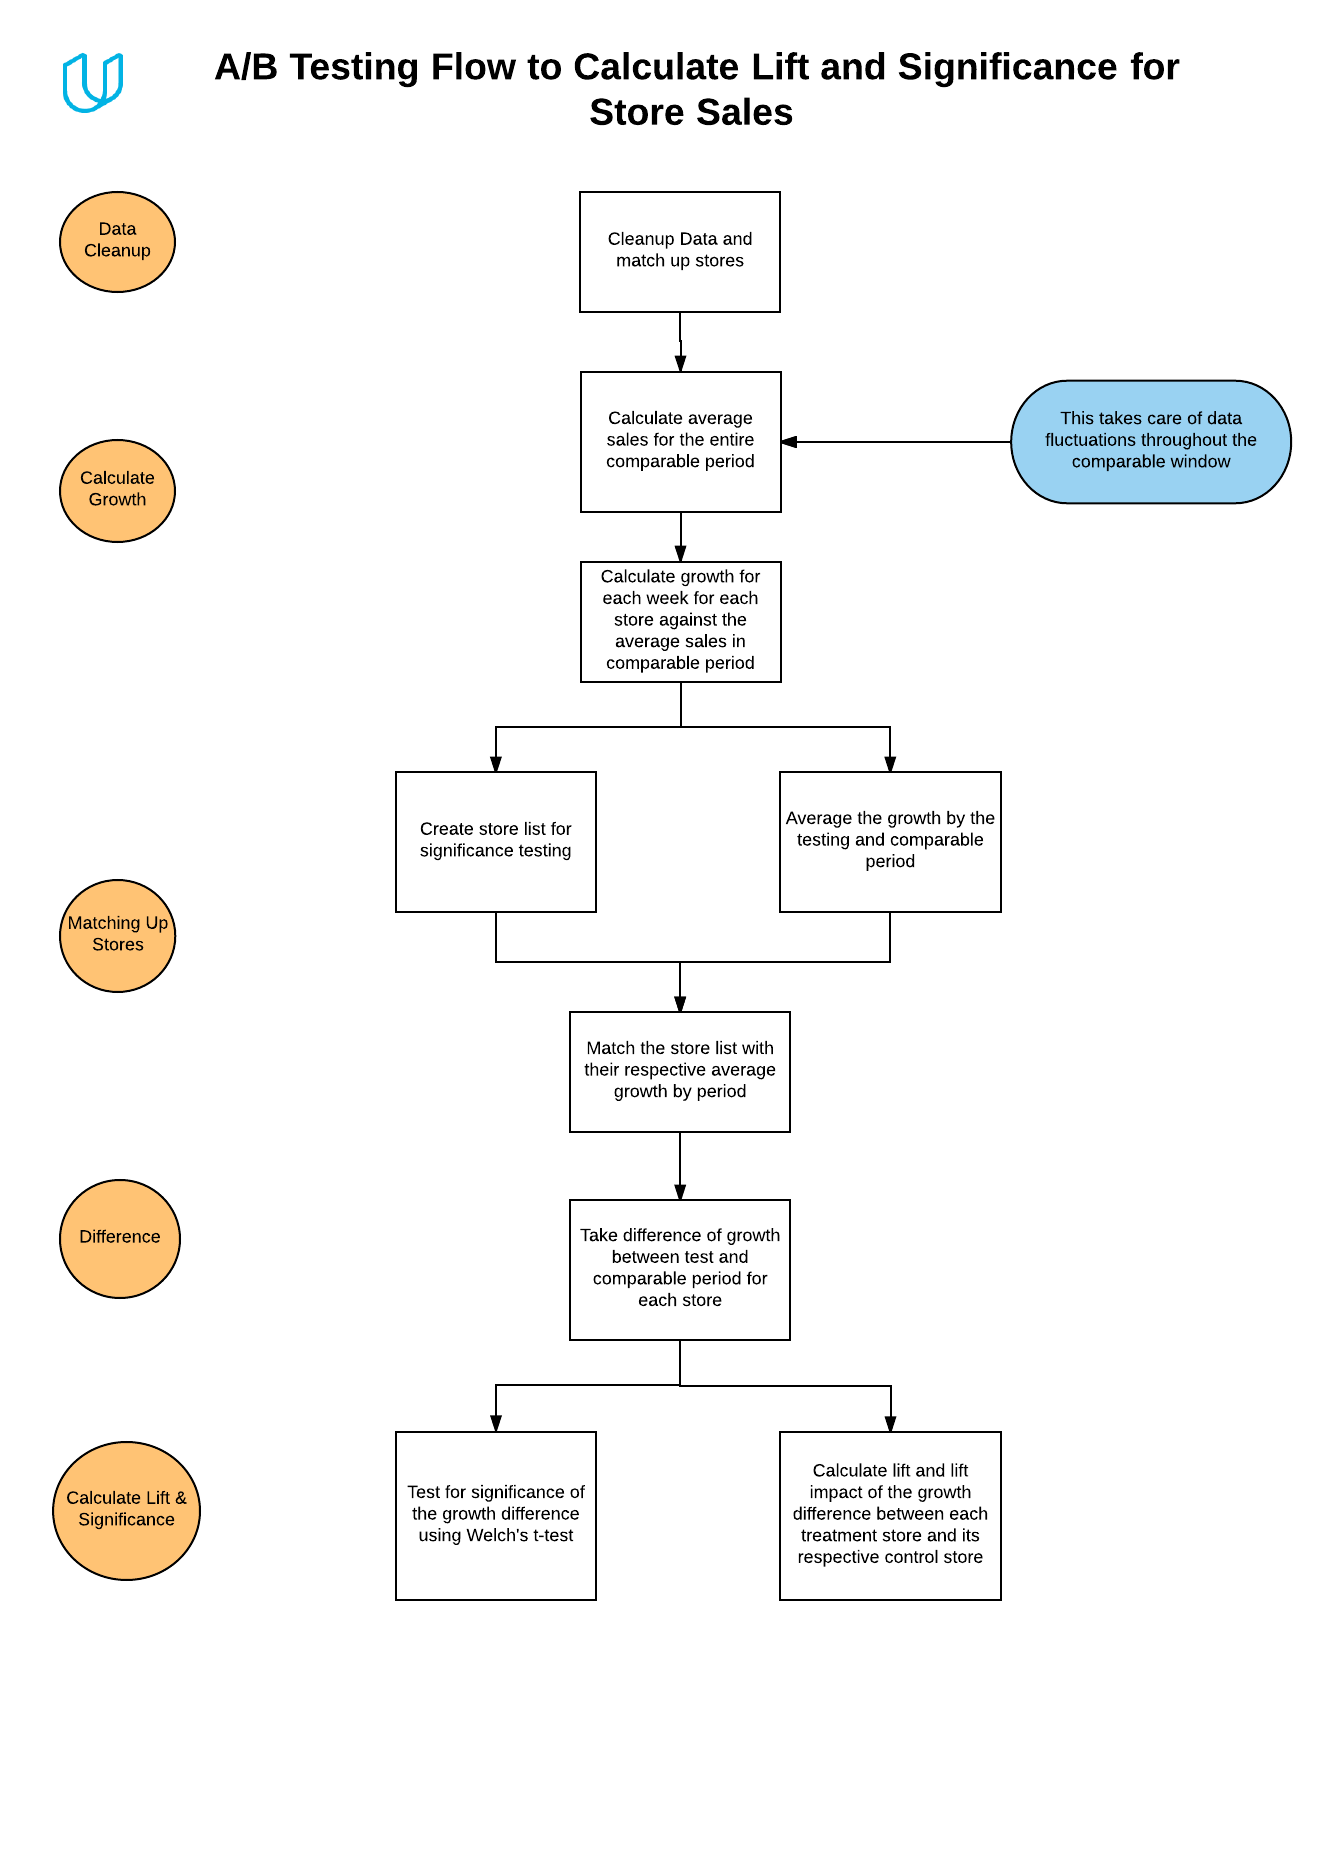 A/B Testing Flow to Calculate Lift and Significance for
Store Sales
Data
Cleanup
Cleanup Data and
match up stores
Calculate average
sales for the entire
comparable period
This takes care of data
fluctuations throughout the
comparable window
Calculate
Growth
Calculate growth for
each week for each
store against the
average sales in
comparable period
Create store list for
significance testing
Average the growth by the
testing and comparable
period
Matching Up
Stores
Match the store list with
their respective average
growth by period
Difference
Take difference of growth
between test and
comparable period for
each store
Calculate Lift &
Significance
Test for significance of
the growth difference
using Welch's t-test
Calculate lift and lift
impact of the growth
difference between each
treatment store and its
respective control store